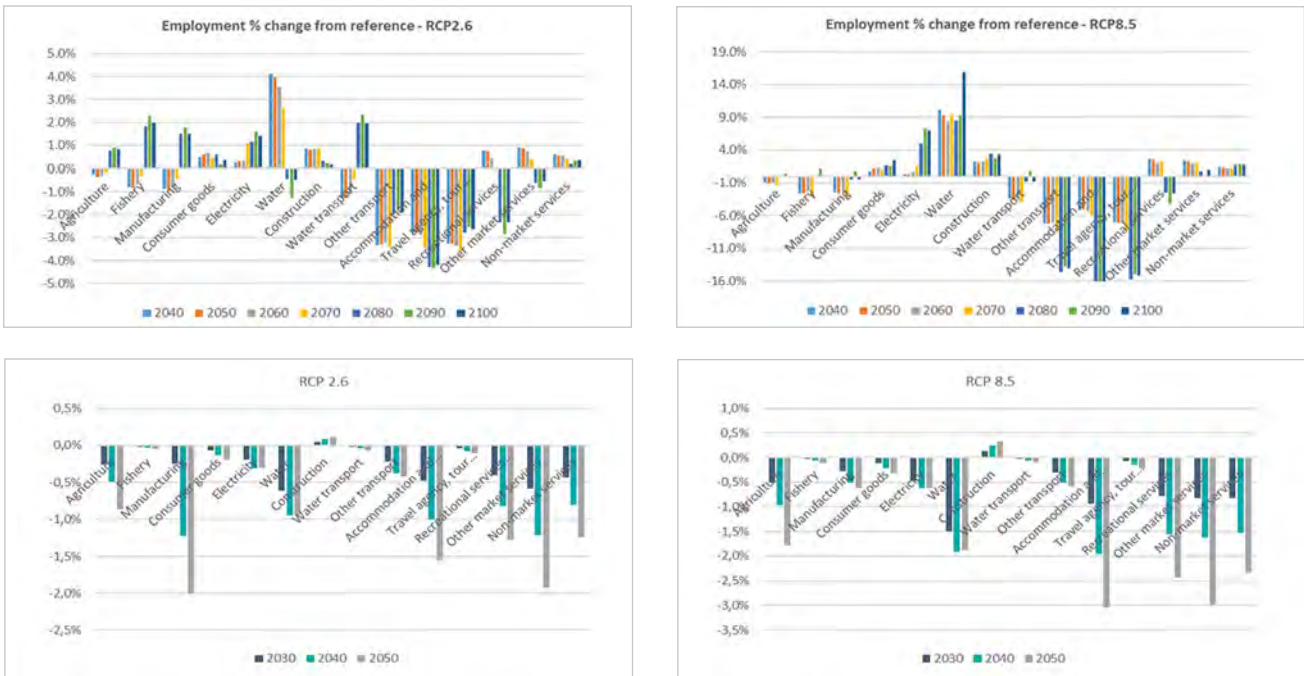 Employment % change from reference - RCP2.6
5.0%
4.0%
3.0%
2.0%
1.0%
0.0%
-1.0%
-2.0%
-3.0%
-4.0%
-5.0%
Agriculture
Fishery
Manufacturing
Consumer goods
Electricity
Water
Construction
Water transport
Other transport
Accommodation and
Travel agency, tour...
Recreational services
Other market services
Non-market services
2040 2050 2060 2070 2080 2090 2100
Employment % change from reference - RCP8.5
19.0%
14.0%
9.0%
4.0%
-1.0%
-6.0%
-11.0%
-16.0%
Agriculture
Fishery
Manufacturing
Consumer goods
Electricity
Water
Construction
Water transport
Other transport
Accommodation and
Travel agency, tour...
Recreational services
Other market services
Non-market services
2040 2050 2060 2070 2080 2090 2100
RCP 2.6
0,5%
0,0%
-0,5%
-1,0%
-1,5%
-2,0%
-2,5%
Agriculture
Fishery
Manufacturing
Consumer goods
Electricity
Water
Construction
Water transport
Other transport
Accommodation and...
Travel agency, tour...
Recreational service...
Other market services
Non-market services
2030 2040 2050
RCP 8.5
1,0%
0,5%
0,0%
-0,5%
-1,0%
-1,5%
-2,0%
-2,5%
-3,0%
-3,5%
Agriculture
Fishery
Manufacturing
Consumer goods
Electricity
Water
Construction
Water transport
Other transport
Accommodation and
Travel agency, tour...
Recreational services
Other market services
Non-market services
2030 2040 2050